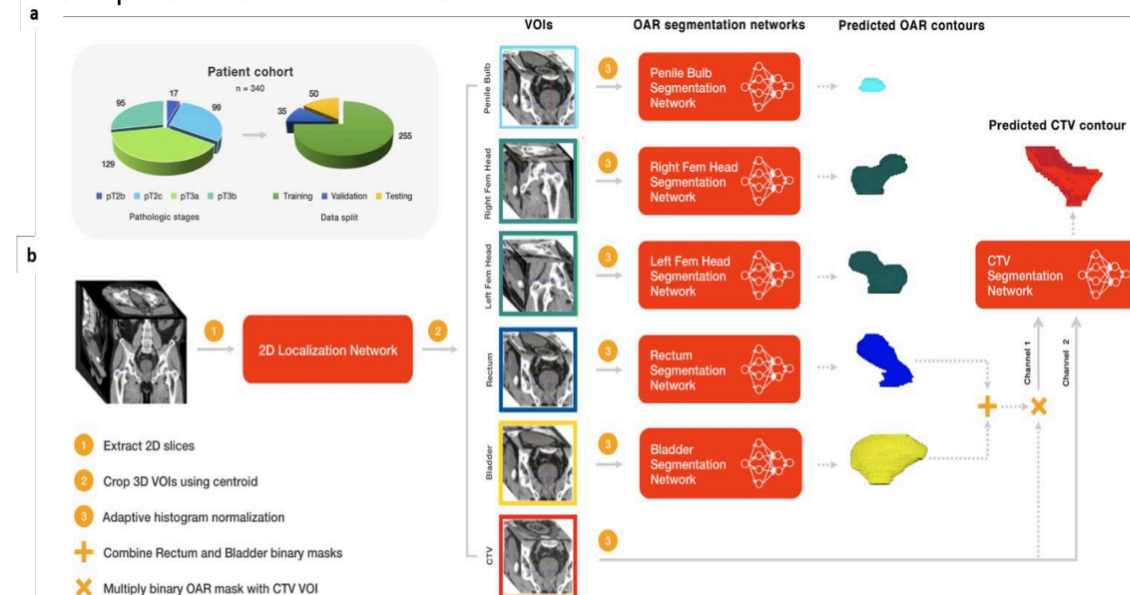 a
Patient cohort
n = 340
95
17
99
129
50
35
255
pT2b pT2c pT3a pT3b
Pathologic stages
Training Validation Testing
Data split
b
1
2D Localization Network
2
1 Extract 2D slices
2 Crop 3D VOIs using centroid
3 Adaptive histogram normalization
Combine Rectum and Bladder binary masks
Multiply binary OAR mask with CTV VOI
VOIs
OAR segmentation networks
Predicted OAR contours
Penile Bulb
3
Penile Bulb
Segmentation
Network
Right Fem Head
3
Right Fem Head
Segmentation
Network
Left Fem Head
3
Left Fem Head
Segmentation
Network
Rectum
3
Rectum
Segmentation
Network
Bladder
3
Bladder
Segmentation
Network
CTV
3
Predicted CTV contour
CTV
Segmentation
Network
Channel 1
Channel 2